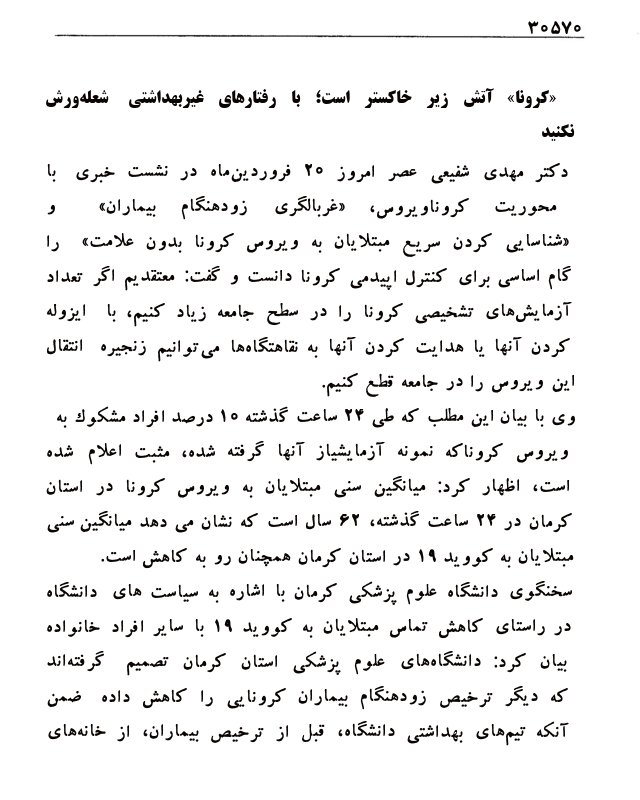 ۳۰۵۷۰
«کرونا» آتش زیر خاکستر است؛ با رفتارهای غیربهداشتی شعله‌ورش
نکنید
دکتر مهدی شفیعی عصر امروز ۲۰ فروردین‌ماه در نشست خبری با
محوریت کروناویروس، «غربالگری زودهنگام بیماران» و
«شناسایی کردن سریع مبتلایان به ویروس کرونا بدون علامت» را
گام اساسی برای کنترل اپیدمی کرونا دانست و گفت: معتقدیم اگر تعداد
آزمایش‌های تشخیصی کرونا را در سطح جامعه زیاد کنیم، با ایزوله
کردن آنها یا هدایت کردن آنها به نقاهتگاه‌ها می‌توانیم زنجیره انتقال
این ویروس را در جامعه قطع کنیم.
وی با بیان این مطلب که طی ۲۴ ساعت گذشته ۱۰ درصد افراد مشکوك به
ویروس کروناکه نمونه آزمایشیاز آنها گرفته شده، مثبت اعلام شده
است، اظهار کرد: میانگین سنی مبتلایان به ویروس کرونا در استان
کرمان در ۲۴ ساعت گذشته، ۶۲ سال است که نشان می دهد میانگین سنی
مبتلایان به کووید ۱۹ در استان کرمان همچنان رو به کاهش است.
سخنگوی دانشگاه علوم پزشکی کرمان با اشاره به سیاست های دانشگاه
در راستای کاهش تماس مبتلایان به کووید ۱۹ با سایر افراد خانواده
بیان کرد: دانشگاه‌های علوم پزشکی استان کرمان تصمیم گرفته‌اند
که دیگر ترخیص زودهنگام بیماران کرونایی را کاهش داده ضمن
آنکه تیم‌های بهداشتی دانشگاه، قبل از ترخیص بیماران، از خانه‌های